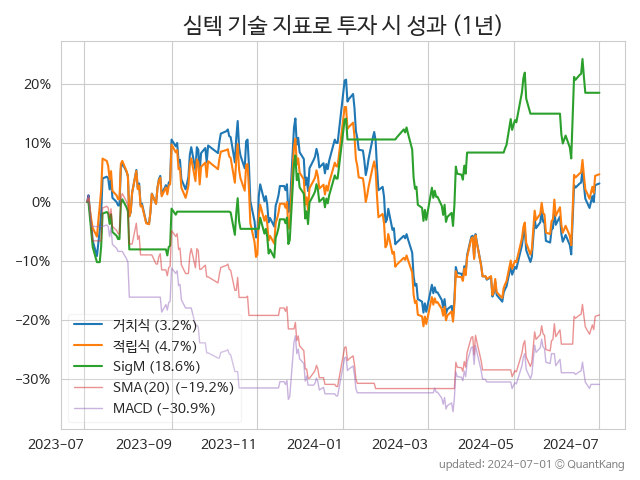 심텍 기술 지표로 투자 시 성과 (1년)
20%
10%
0%
−10%
−20%
−30%
거치식 (3.2%)
적립식 (4.7%)
SigM (18.6%)
SMA(20) (−19.2%)
MACD (−30.9%)
2023-07 2023-09 2023-11 2024-01 2024-03 2024-05 2024-07
updated: 2024-07-01 © QuantKang